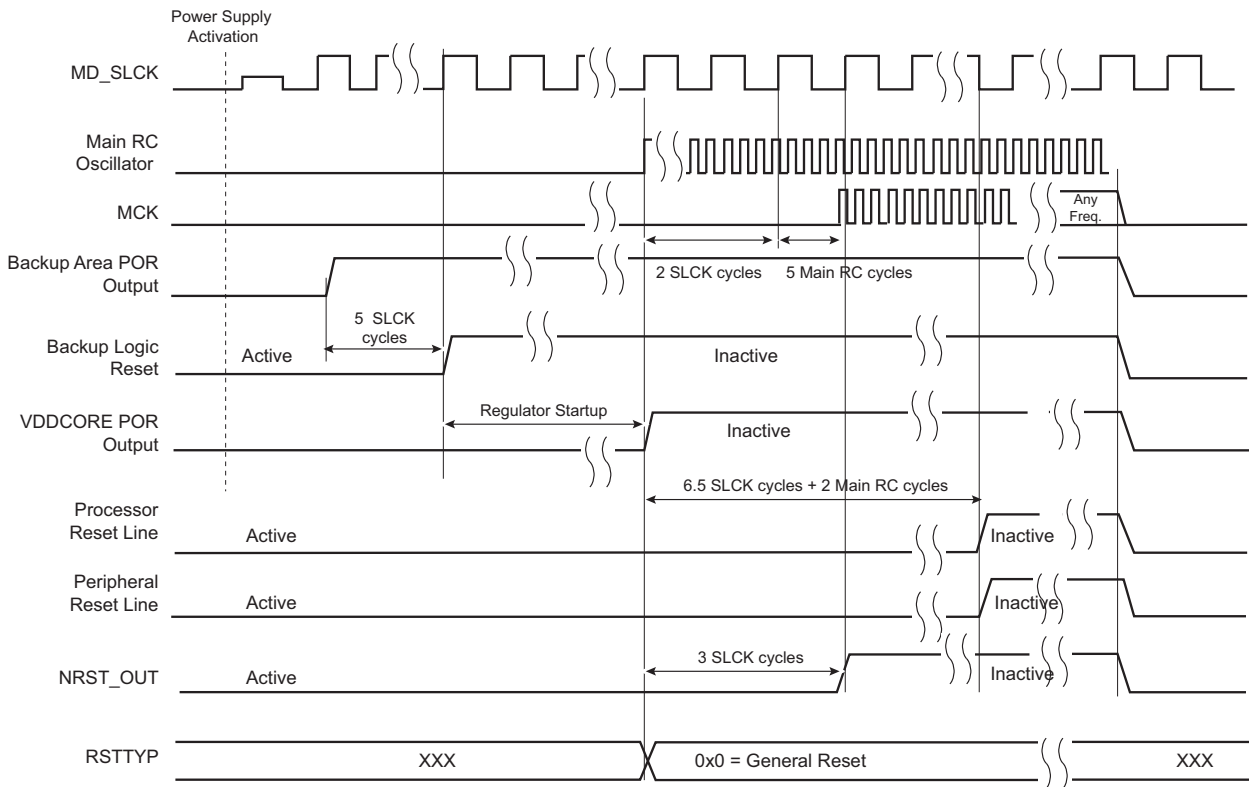 Power Supply
Activation
MD_SLCK
Main RC
Oscillator
MCK
Any
Freq.
2 SLCK cycles
5 Main RC cycles
Backup Area POR
Output
5 SLCK
cycles
Backup Logic
Reset
Active
Inactive
Regulator Startup
VDDCORE POR
Output
Inactive
6.5 SLCK cycles + 2 Main RC cycles
Processor
Reset Line
Active
Inactive
Peripheral
Reset Line
Active
Inactive
3 SLCK cycles
NRST_OUT
Active
Inactive
RSTTYP
XXX
0x0 = General Reset
XXX